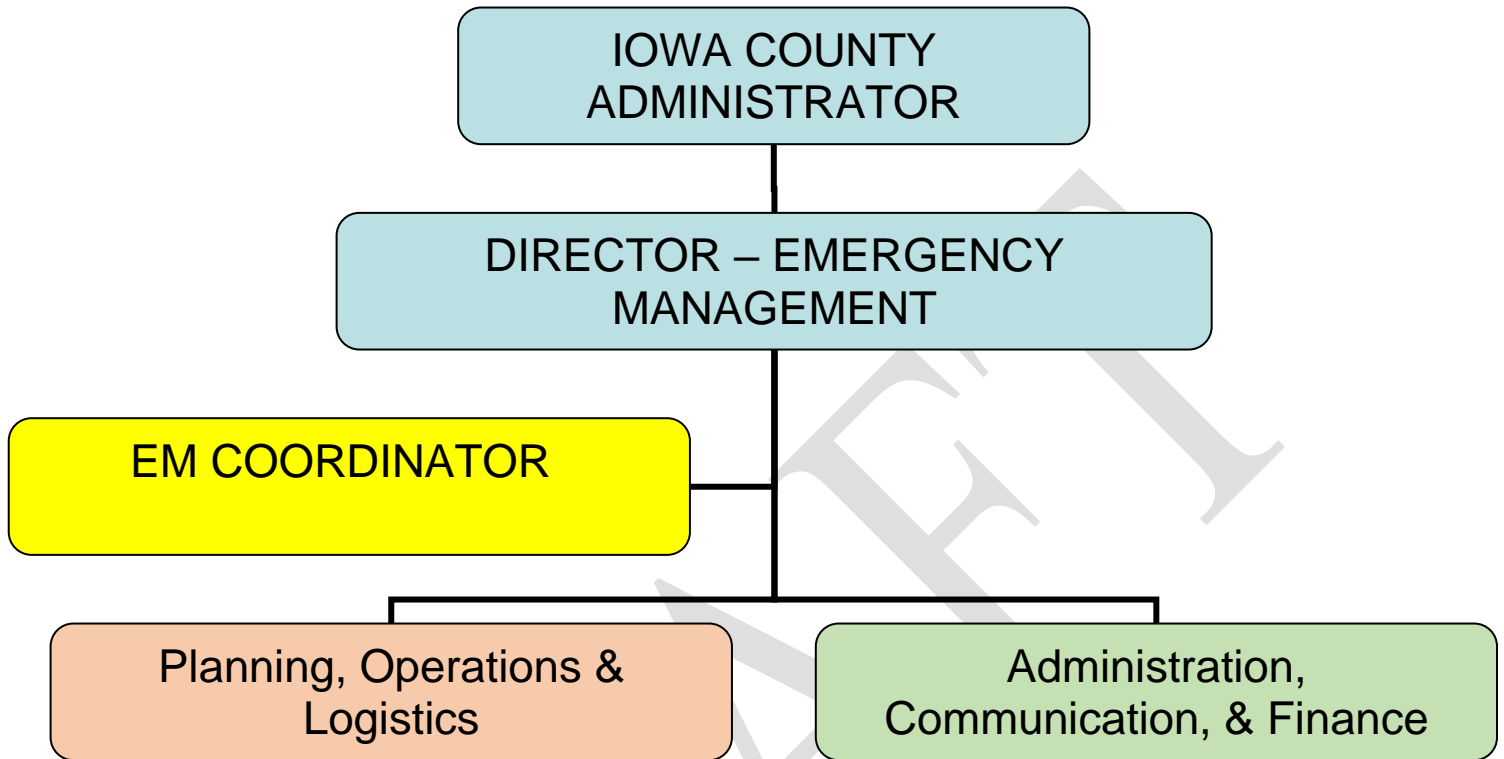 IOWA COUNTY
ADMINISTRATOR
DIRECTOR – EMERGENCY
MANAGEMENT
EM COORDINATOR
Planning, Operations &
Logistics
Administration,
Communication, & Finance